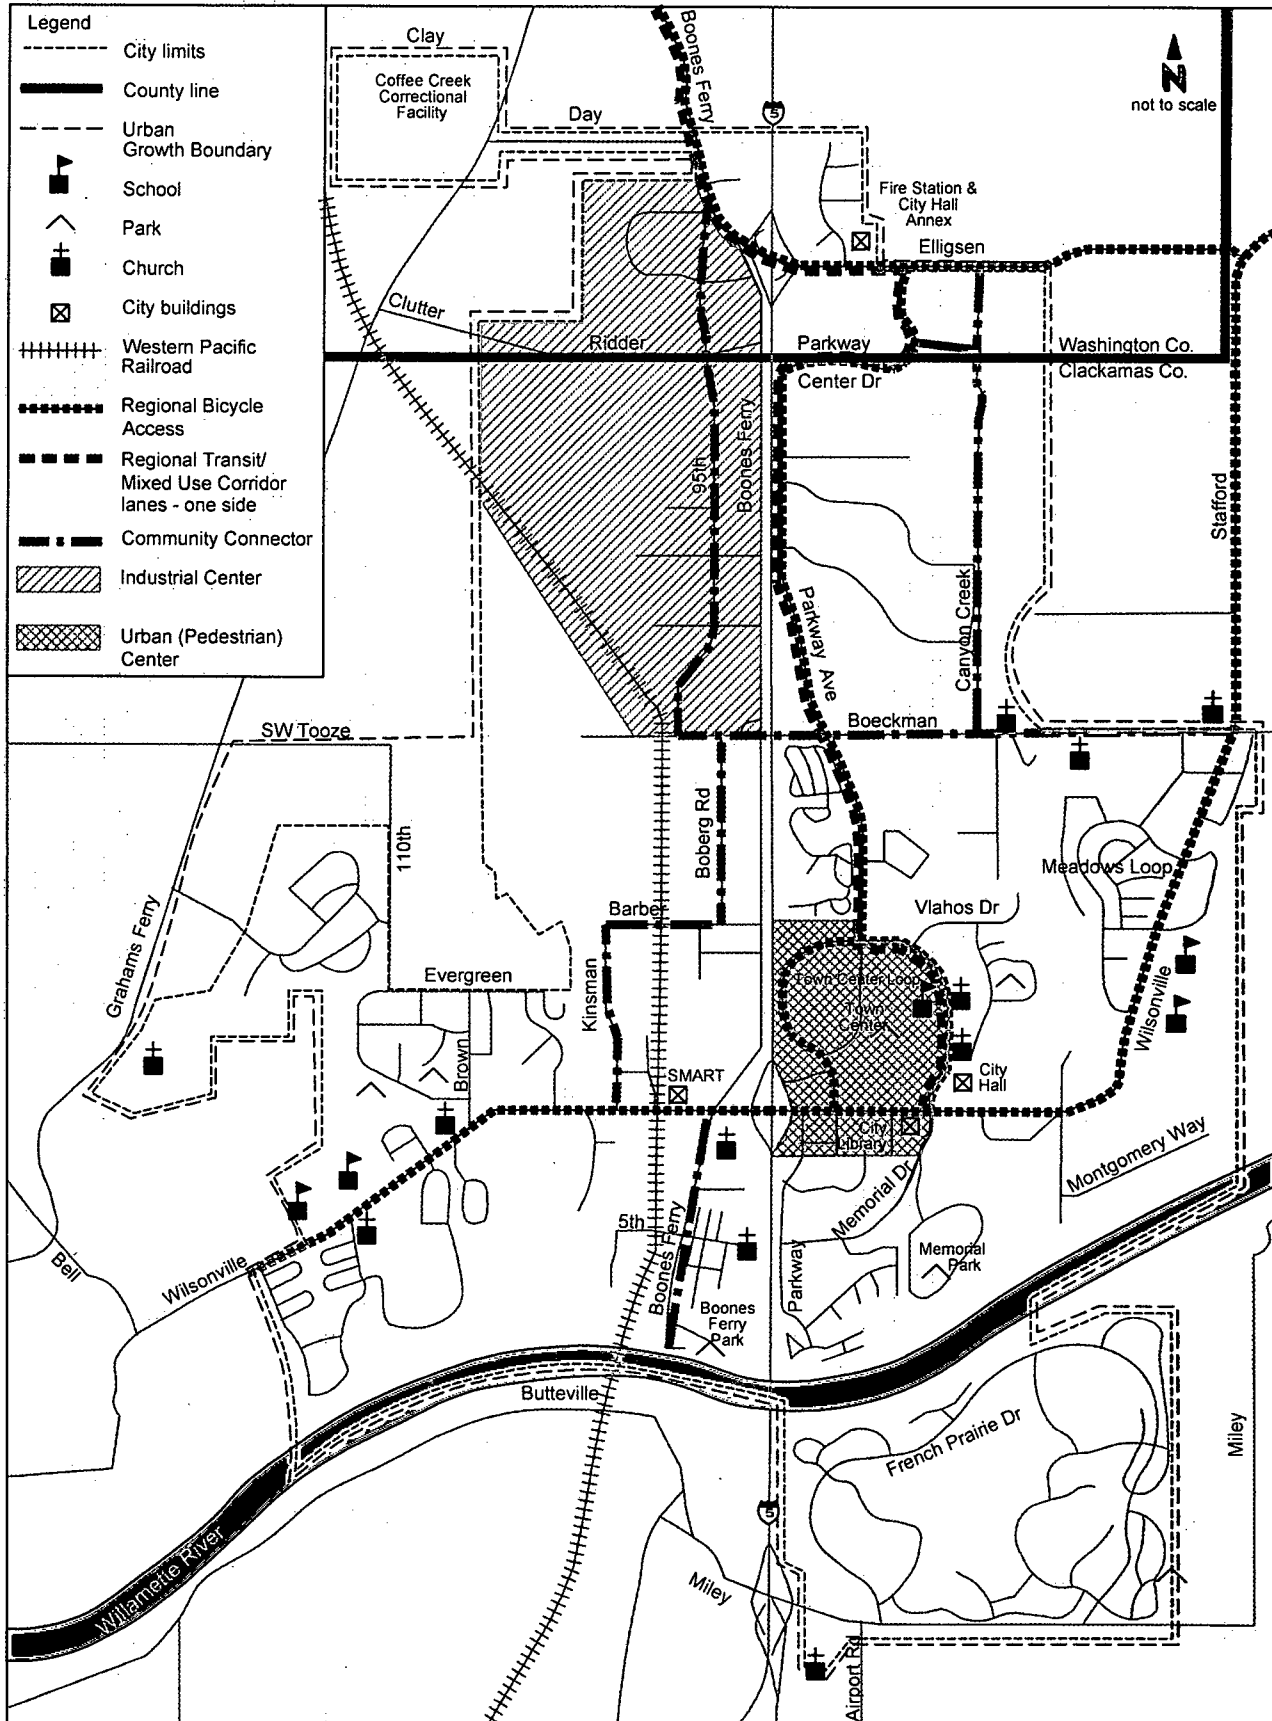 Legend
City limits
County line
Urban
Growth Boundary
School
Park
Church
City buildings
Western Pacific
Railroad
Regional Bicycle
Access
Regional Transit/
Mixed Use Corridor
lanes - one side
Community Connector
Industrial Center
Urban (Pedestrian)
Center
Clay
Coffee Creek
Correctional
Facility
Day
Boones Ferry
5
N
not to scale
Fire Station &
City Hall
Annex
Elligsen
Clutter
Ridder
Parkway
Center Dr
Washington Co.
Clackamas Co.
95th
Boones Ferry
Stafford
Parkway Ave
Canyon Creek
SW Tooze
Boeckman
110th
Boberg Rd
Meadows Loop
Grahams Ferry
Barber
Vlahos Dr
Evergreen
Kinsman
Town Center Loop
Town
Center
Wilsonville
Brown
SMART
City
Hall
City
Library
Montgomery Way
Memorial Dr
5th
Boones Ferry
Bell
Wilsonville
Parkway
Memorial
Park
Boones
Ferry
Park
Butteville
French Prairie Dr
Miley
5
Willamette River
Miley
Airport Rd